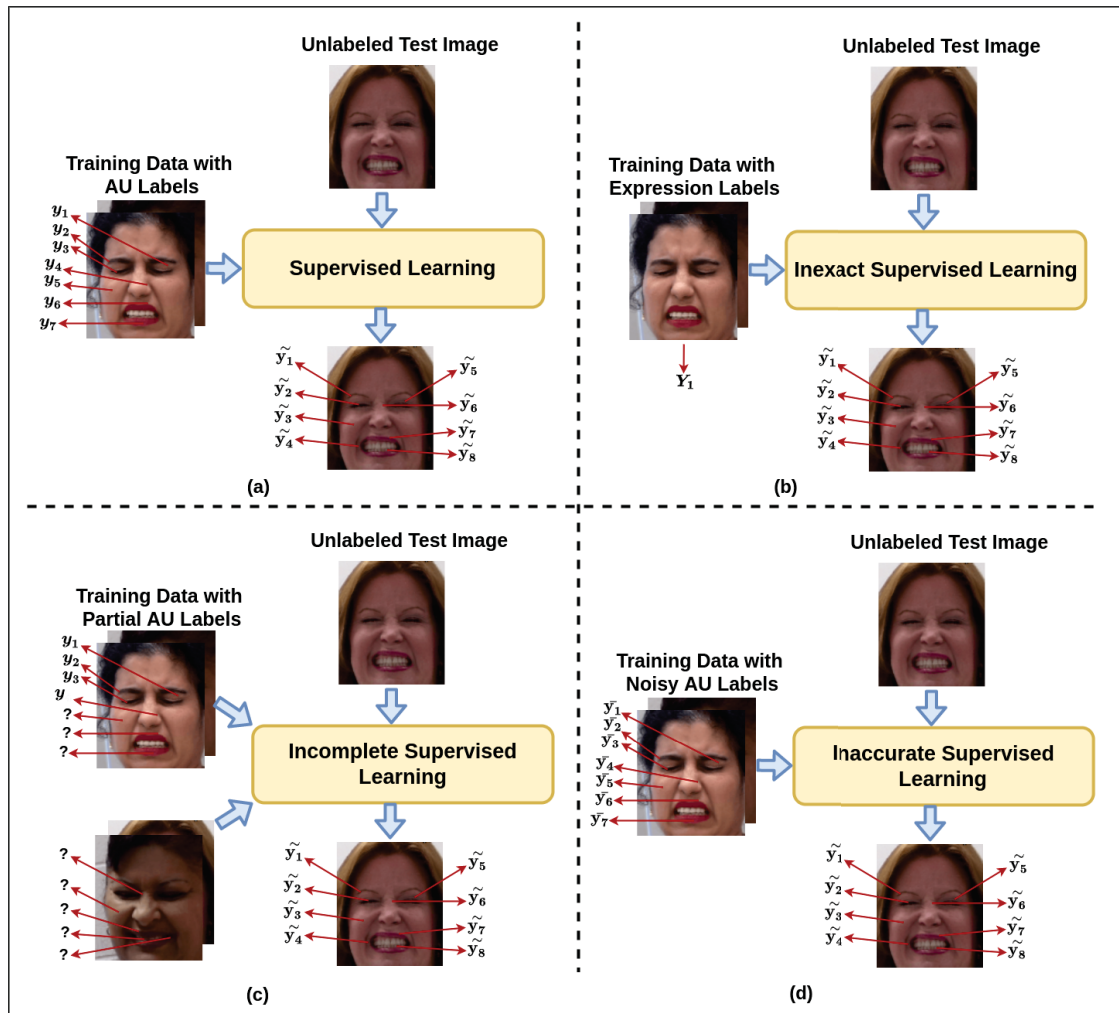 Unlabeled Test Image
Training Data with
AU Labels
y₁
y₂
y₃
y₄
y₅
y₆
y₇
Supervised Learning
ỹ₁
ỹ₂
ỹ₃
ỹ₄
ỹ₅
ỹ₆
ỹ₇
ỹ₈
(a)
Unlabeled Test Image
Training Data with
Expression Labels
Y₁
Inexact Supervised Learning
ỹ₁
ỹ₂
ỹ₃
ỹ₄
ỹ₅
ỹ₆
ỹ₇
ỹ₈
(b)
Unlabeled Test Image
Training Data with
Partial AU Labels
y₁
y₂
y₃
y
?
?
?
?
?
?
?
?
Incomplete Supervised
Learning
ỹ₁
ỹ₂
ỹ₃
ỹ₄
ỹ₅
ỹ₆
ỹ₇
ỹ₈
(c)
Unlabeled Test Image
Training Data with
Noisy AU Labels
ȳ₁
ȳ₂
ȳ₃
ȳ₄
ȳ₅
ȳ₆
ȳ₇
Inaccurate Supervised
Learning
ỹ₁
ỹ₂
ỹ₃
ỹ₄
ỹ₅
ỹ₆
ỹ₇
ỹ₈
(d)